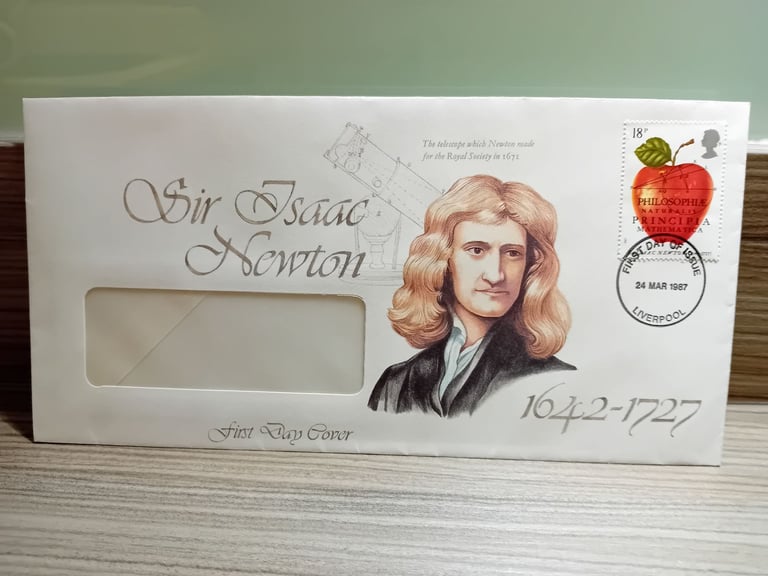 Sir Isaac
Newton
The telescope which Newton made
for the Royal Society in 1671
18P
PHILOSOPHIÆ
NATURALIS
PRINCIPIA
MATHEMATICA
FIRST DAY OF ISSUE
24 MAR 1987
LIVERPOOL
1642-1727
First Day Cover